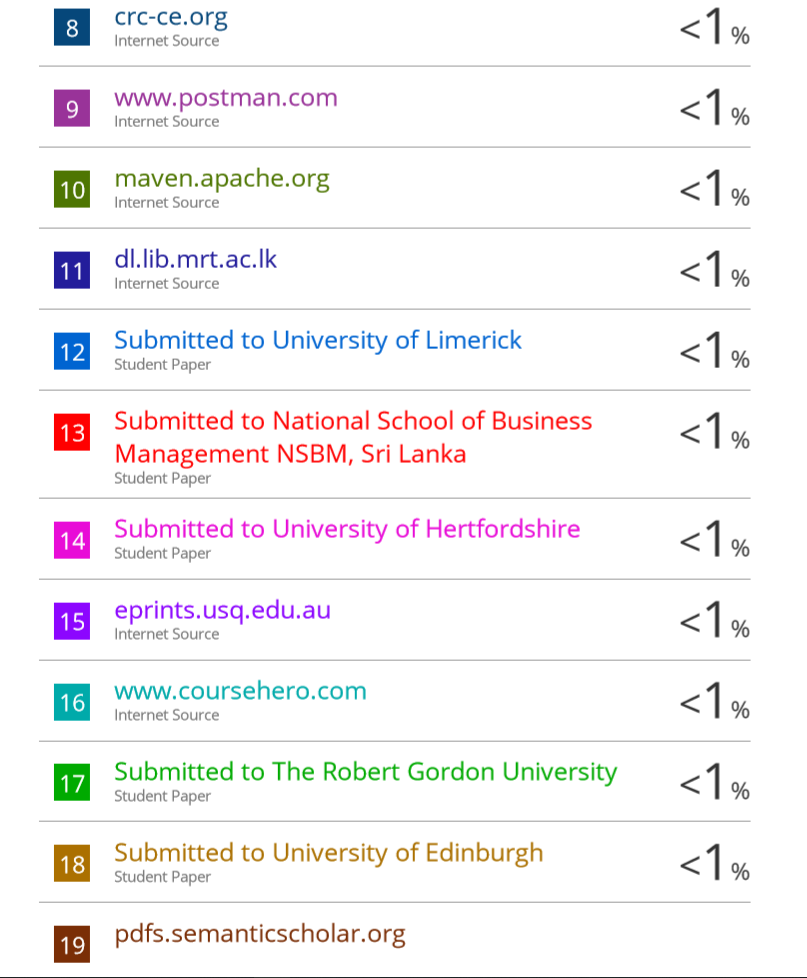 8 crc-ce.org <1 %
Internet Source
9 www.postman.com <1 %
Internet Source
10 maven.apache.org <1 %
Internet Source
11 dl.lib.mrt.ac.lk <1 %
Internet Source
12 Submitted to University of Limerick <1 %
Student Paper
13 Submitted to National School of Business <1 %
Management NSBM, Sri Lanka
Student Paper
14 Submitted to University of Hertfordshire <1 %
Student Paper
15 eprints.usq.edu.au <1 %
Internet Source
16 www.coursehero.com <1 %
Internet Source
17 Submitted to The Robert Gordon University <1 %
Student Paper
18 Submitted to University of Edinburgh <1 %
Student Paper
19 pdfs.semanticscholar.org